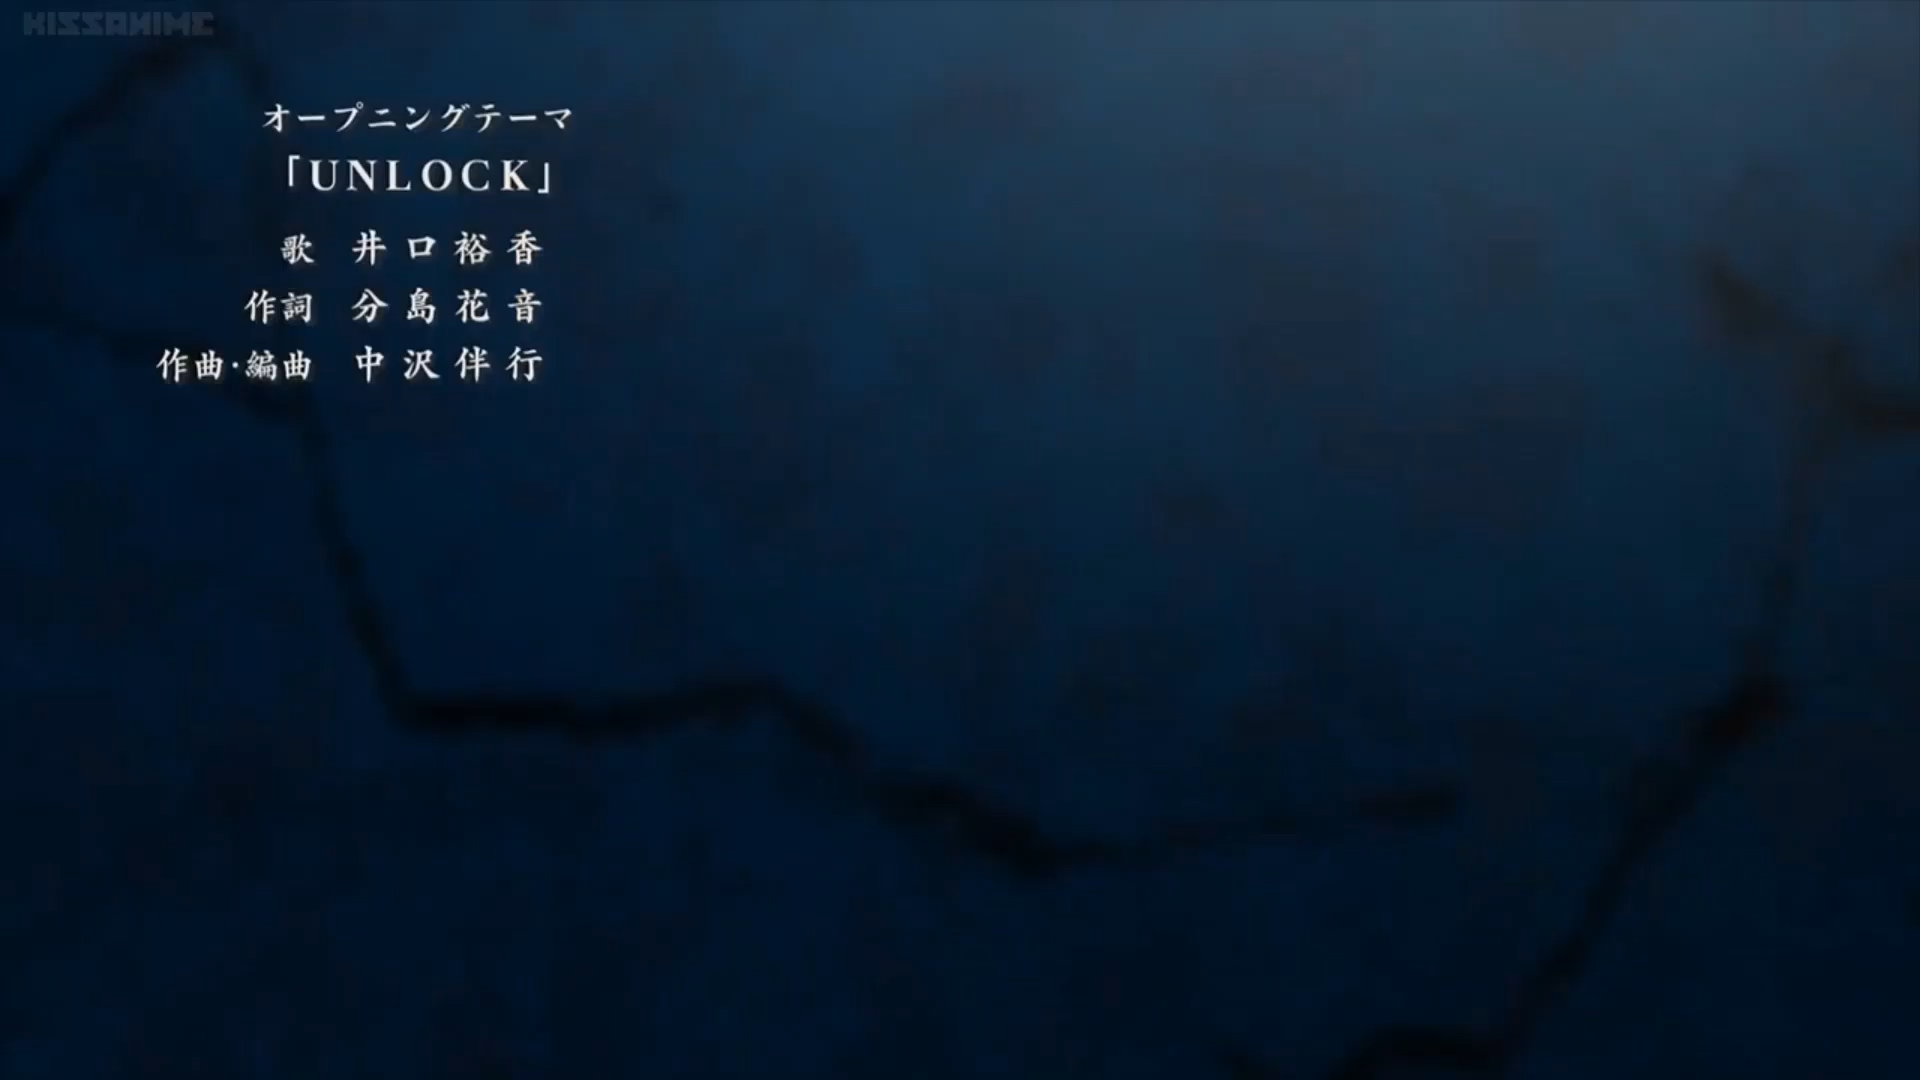 KISSANIME
オープニングテーマ
「UNLOCK」
歌 井口裕香
作詞 分島花音
作曲・編曲 中沢伴行